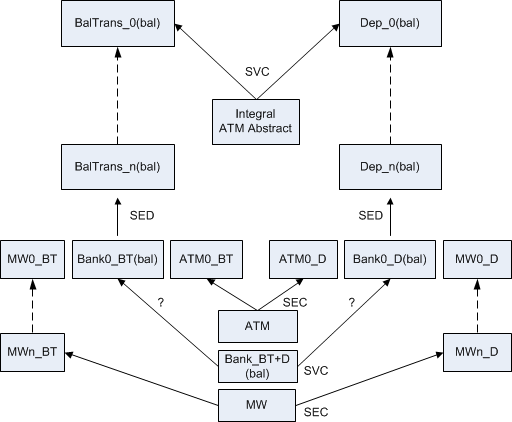 BalTrans_0(bal)
Dep_0(bal)
SVC
Integral
ATM Abstract
BalTrans_n(bal)
Dep_n(bal)
SED
SED
MW0_BT
Bank0_BT(bal)
ATM0_BT
ATM0_D
Bank0_D(bal)
MW0_D
?
SEC
?
ATM
MWn_BT
Bank_BT+D
(bal)
SVC
MWn_D
MW
SEC